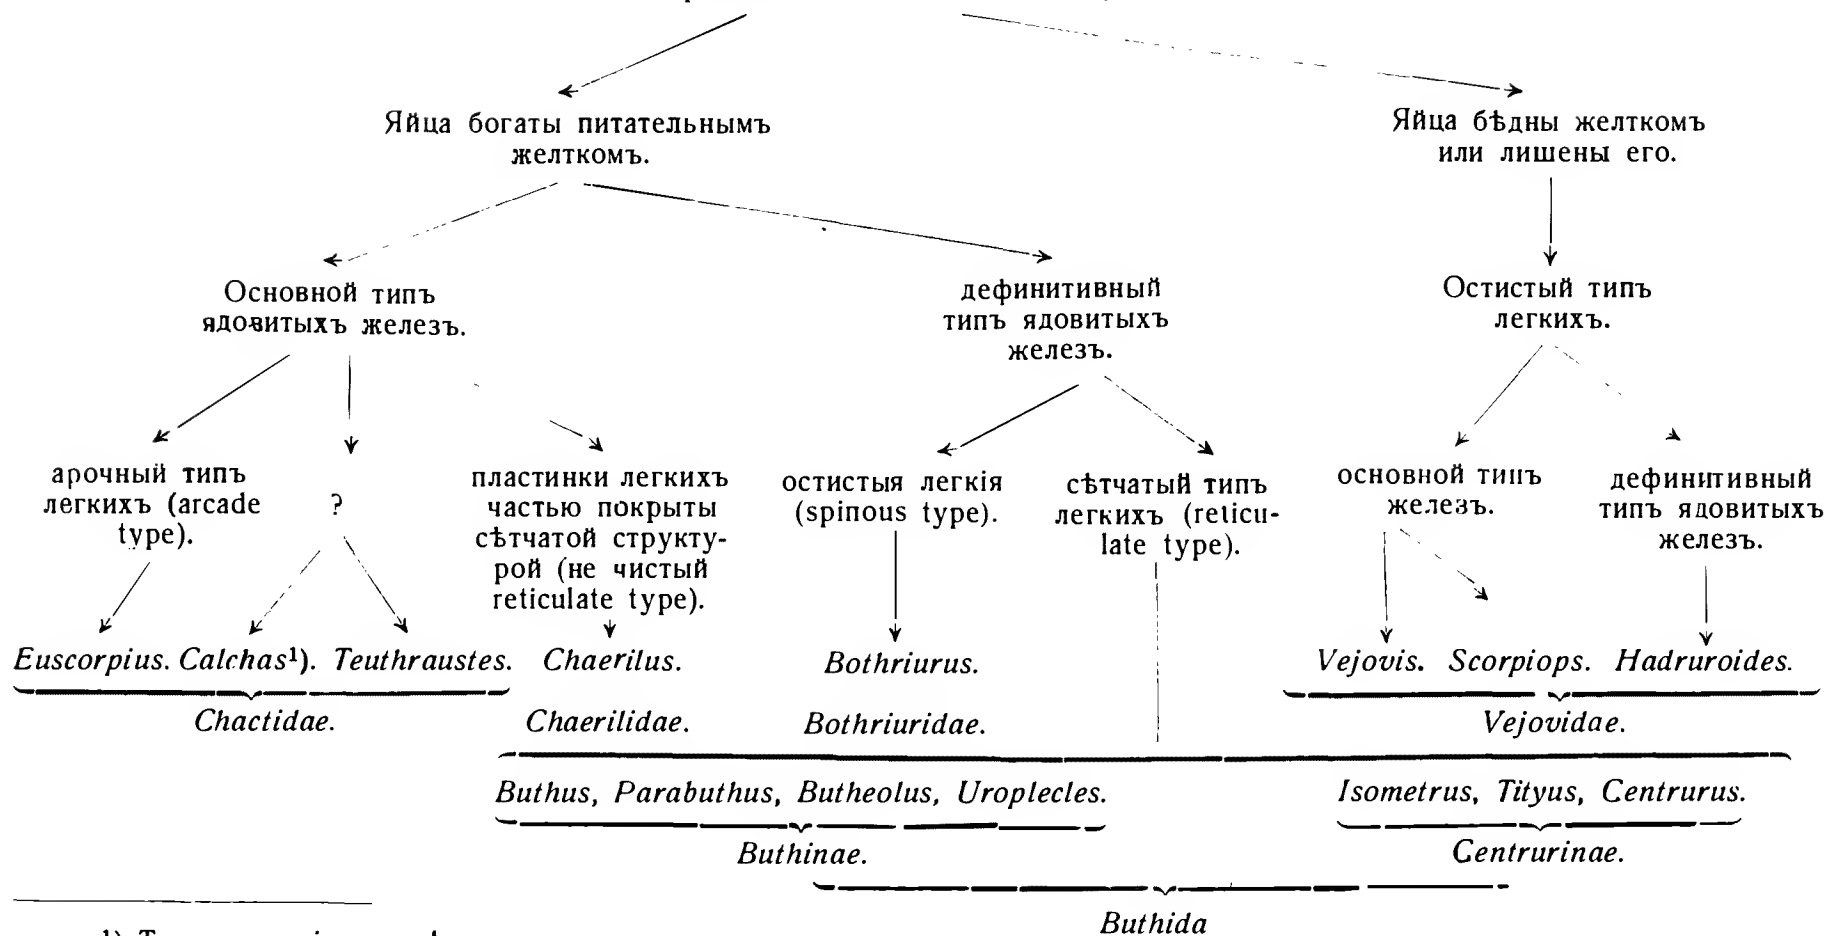 Яйца богаты питательнымъ
желткомъ.
Яйца бѣдны желткомъ
или лишены его.
Основной типъ
ядовитыхъ железъ.
дефинитивный
типъ ядовитыхъ
железъ.
Остистый типъ
легкихъ.
арочный типъ
легкихъ (arcade
type).
?
пластинки легкихъ
частью покрыты
сѣтчатой структу-
рой (не чистый
reticulate type).
остистыя легкія
(spinous type).
сѣтчатый типъ
легкихъ (reticu-
late type).
основной типъ
железъ.
дефинитивный
типъ ядовитыхъ
железъ.
Euscorpius. Calchas¹). Teuthraustes. Chaerilus. Bothriurus. Vejovis. Scorpiops. Hadruroides.
Chactidae. Chaerilidae. Bothriuridae. Vejovidae.
Buthus, Parabuthus, Butheolus, Uroplecles. Isometrus, Tityus, Centrurus.
Buthinae. Centrurinae.
Buthida